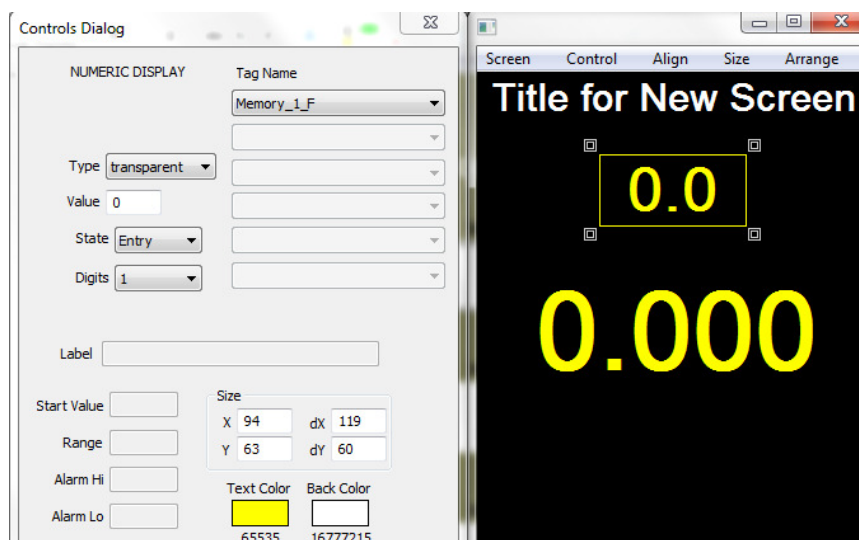 Controls Dialog
NUMERIC DISPLAY
Tag Name
Memory_1_F
Type transparent
Value 0
State Entry
Digits 1
Label
Start Value
Range
Alarm Hi
Alarm Lo
Size
X 94 dX 119
Y 63 dY 60
Text Color Back Color
65535 16777215
Screen Control Align Size Arrange
Title for New Screen
0.0
0.000